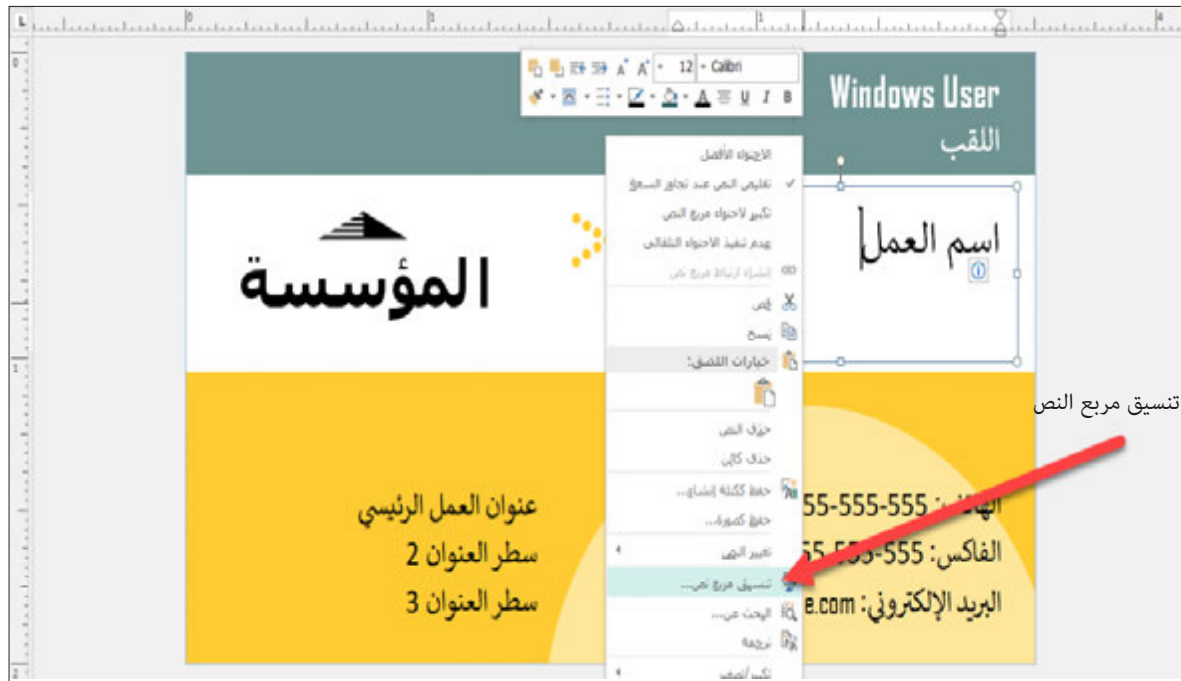 12 Calibri
B I U A
Windows User
اللقب
اسم العمل
المؤسسة
الاحتواء الأفضل
تقليص النص عند تجاوز السعة
تكبير لاحتواء مربع النص
عدم تنفيذ الاحتواء التلقائي
إنشاء ارتباط مربع نص
قص
نسخ
خيارات اللصق:
حذف النص
حذف كائن
حفظ ككتلة إنشاء...
حفظ كصورة...
تغيير النص
تنسيق مربع نص...
البحث عن...
ترجمة
تكبير/تصغير
تنسيق مربع النص
الهاتف: 555-555-55
الفاكس: 555-555-55
البريد الإلكتروني: e.com
عنوان العمل الرئيسي
سطر العنوان 2
سطر العنوان 3